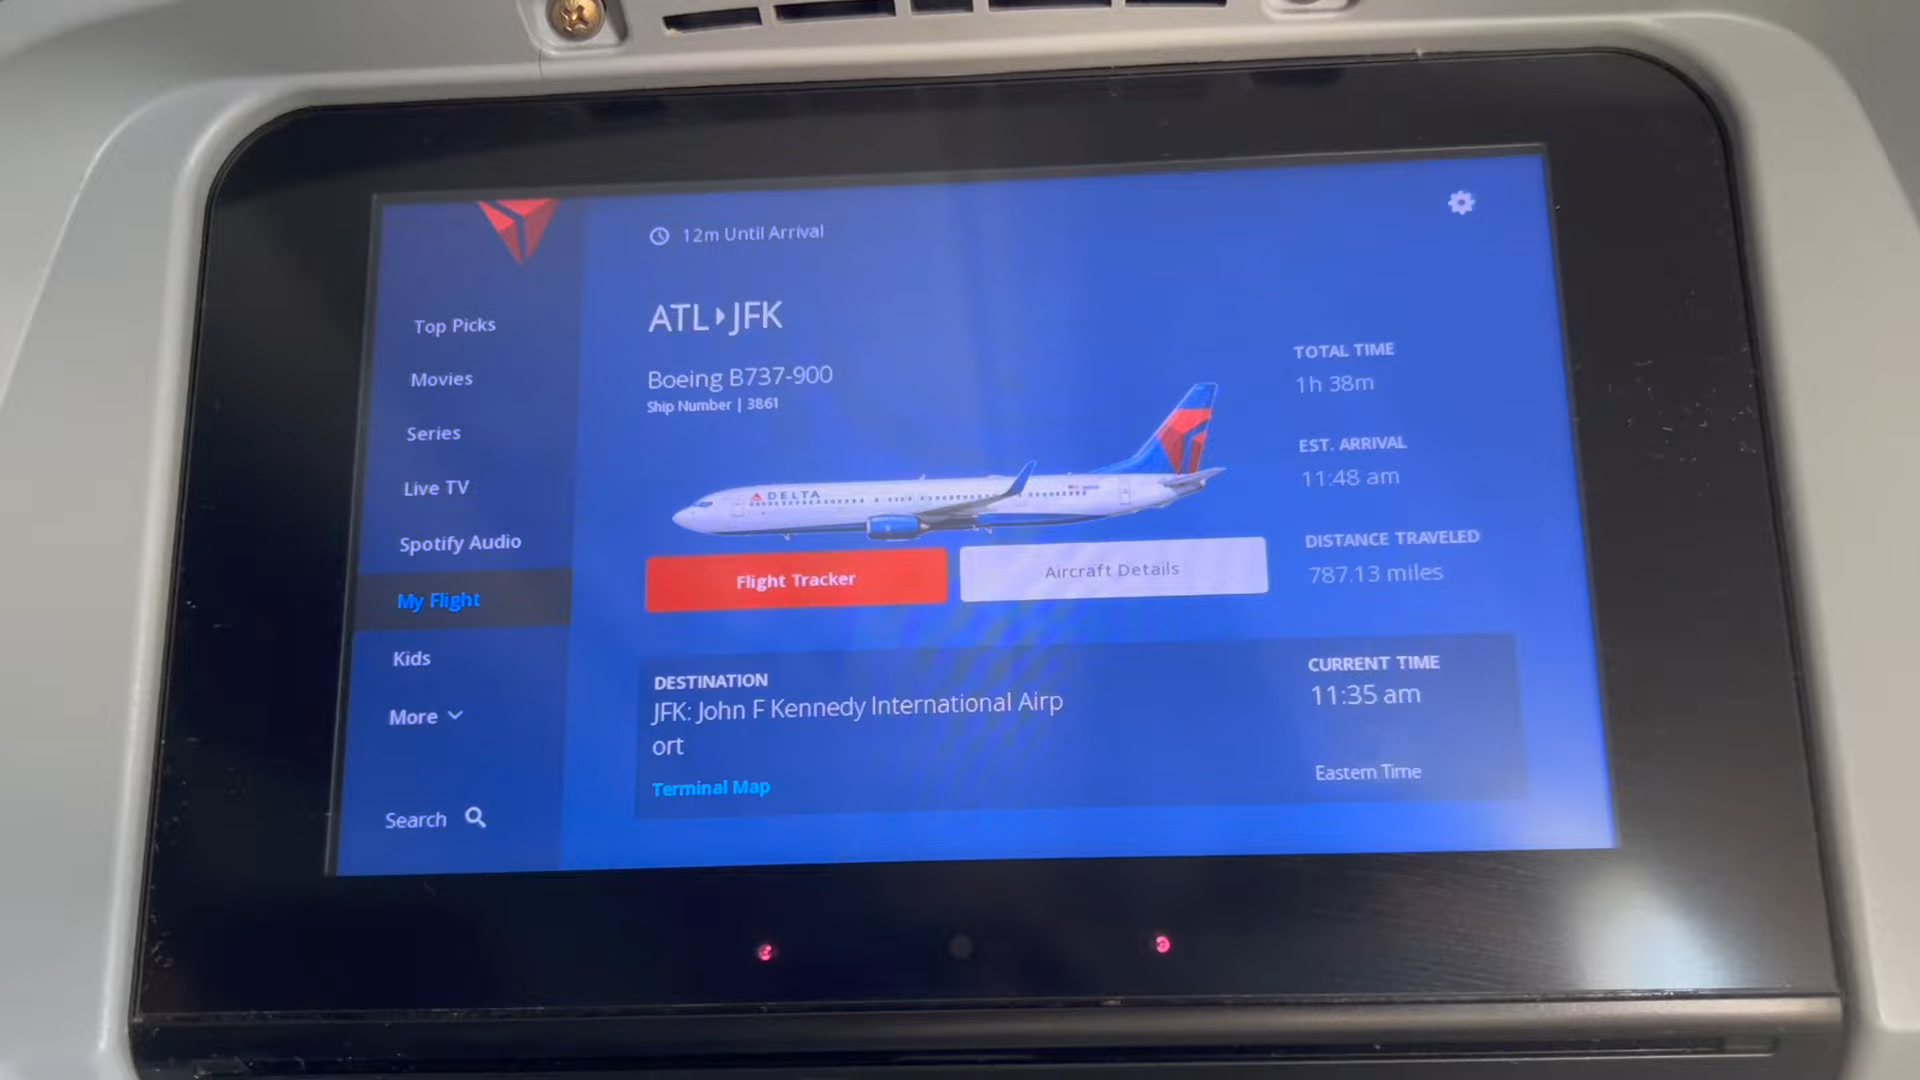 12m Until Arrival
ATL▸JFK
Boeing B737-900
Ship Number | 3861
DELTA
Flight Tracker
Aircraft Details
TOTAL TIME
1h 38m
EST. ARRIVAL
11:48 am
DISTANCE TRAVELED
787.13 miles
Top Picks
Movies
Series
Live TV
Spotify Audio
My Flight
Kids
More
Search
DESTINATION
JFK: John F Kennedy International Airp
ort
Terminal Map
CURRENT TIME
11:35 am
Eastern Time